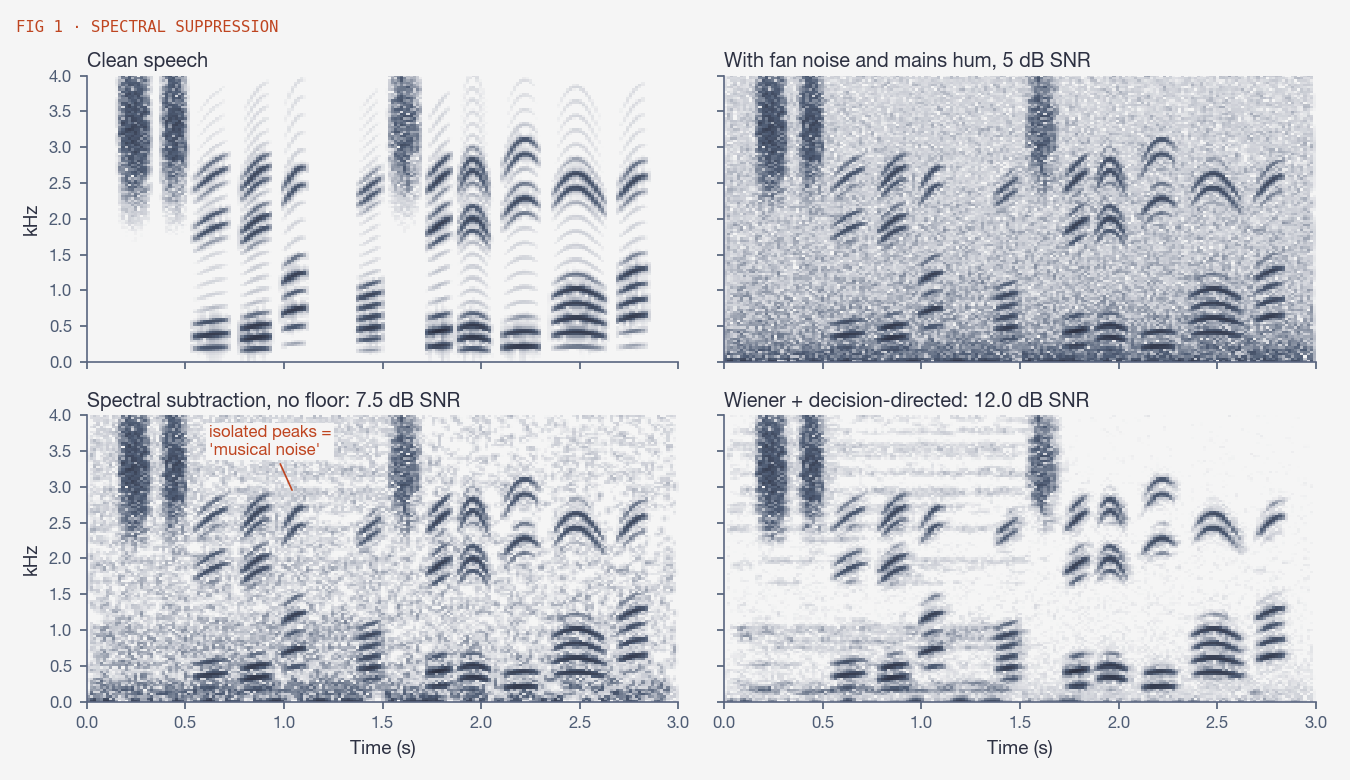 FIG 1 · SPECTRAL SUPPRESSION
Clean speech
With fan noise and mains hum, 5 dB SNR
4.0
3.5
3.0
2.5
2.0
1.5
1.0
0.5
0.0
kHz
Spectral subtraction, no floor: 7.5 dB SNR
Wiener + decision-directed: 12.0 dB SNR
isolated peaks =
'musical noise'
4.0
3.5
3.0
2.5
2.0
1.5
1.0
0.5
0.0
kHz
0.0 0.5 1.0 1.5 2.0 2.5 3.0
Time (s)
0.0 0.5 1.0 1.5 2.0 2.5 3.0
Time (s)